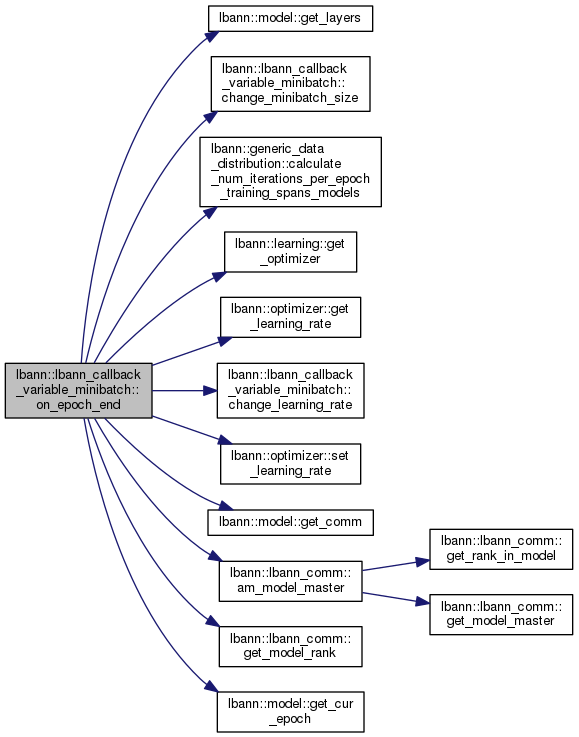 lbann::model::get_layers
lbann::lbann_callback
_variable_minibatch::
change_minibatch_size
lbann::generic_data
_distribution::calculate
_num_iterations_per_epoch
_training_spans_models
lbann::learning::get
_optimizer
lbann::optimizer::get
_learning_rate
lbann::lbann_callback
_variable_minibatch::
on_epoch_end
lbann::lbann_callback
_variable_minibatch::
change_learning_rate
lbann::optimizer::set
_learning_rate
lbann::model::get_comm
lbann::lbann_comm::
am_model_master
lbann::lbann_comm::
get_rank_in_model
lbann::lbann_comm::
get_model_master
lbann::lbann_comm::
get_model_rank
lbann::model::get_cur
_epoch